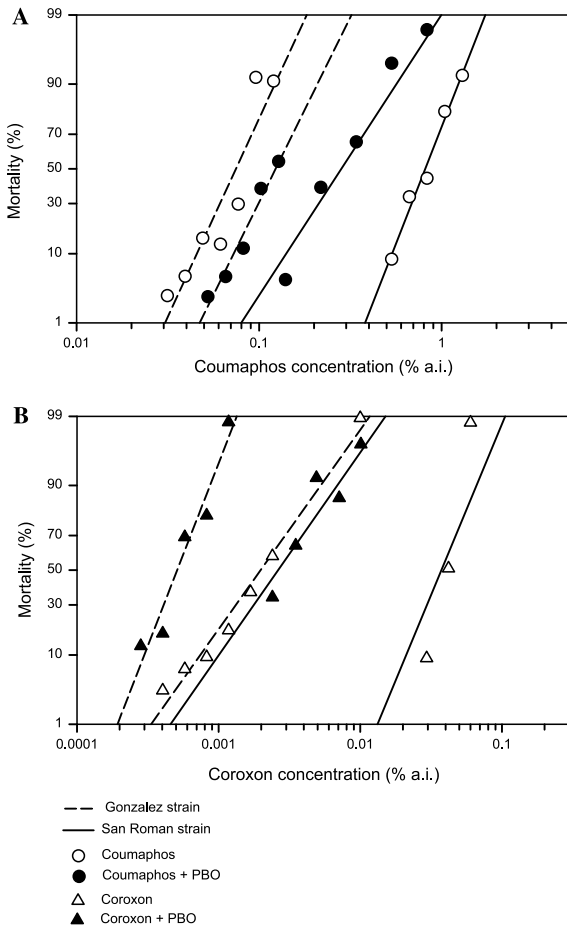 A
99
90
70
50
30
10
1
Mortality (%)
0.01
0.1
1
Coumaphos concentration (% a.i.)
B
99
90
70
50
30
10
1
Mortality (%)
0.0001
0.001
0.01
0.1
Coroxon concentration (% a.i.)
Gonzalez strain
San Roman strain
Coumaphos
Coumaphos + PBO
Coroxon
Coroxon + PBO